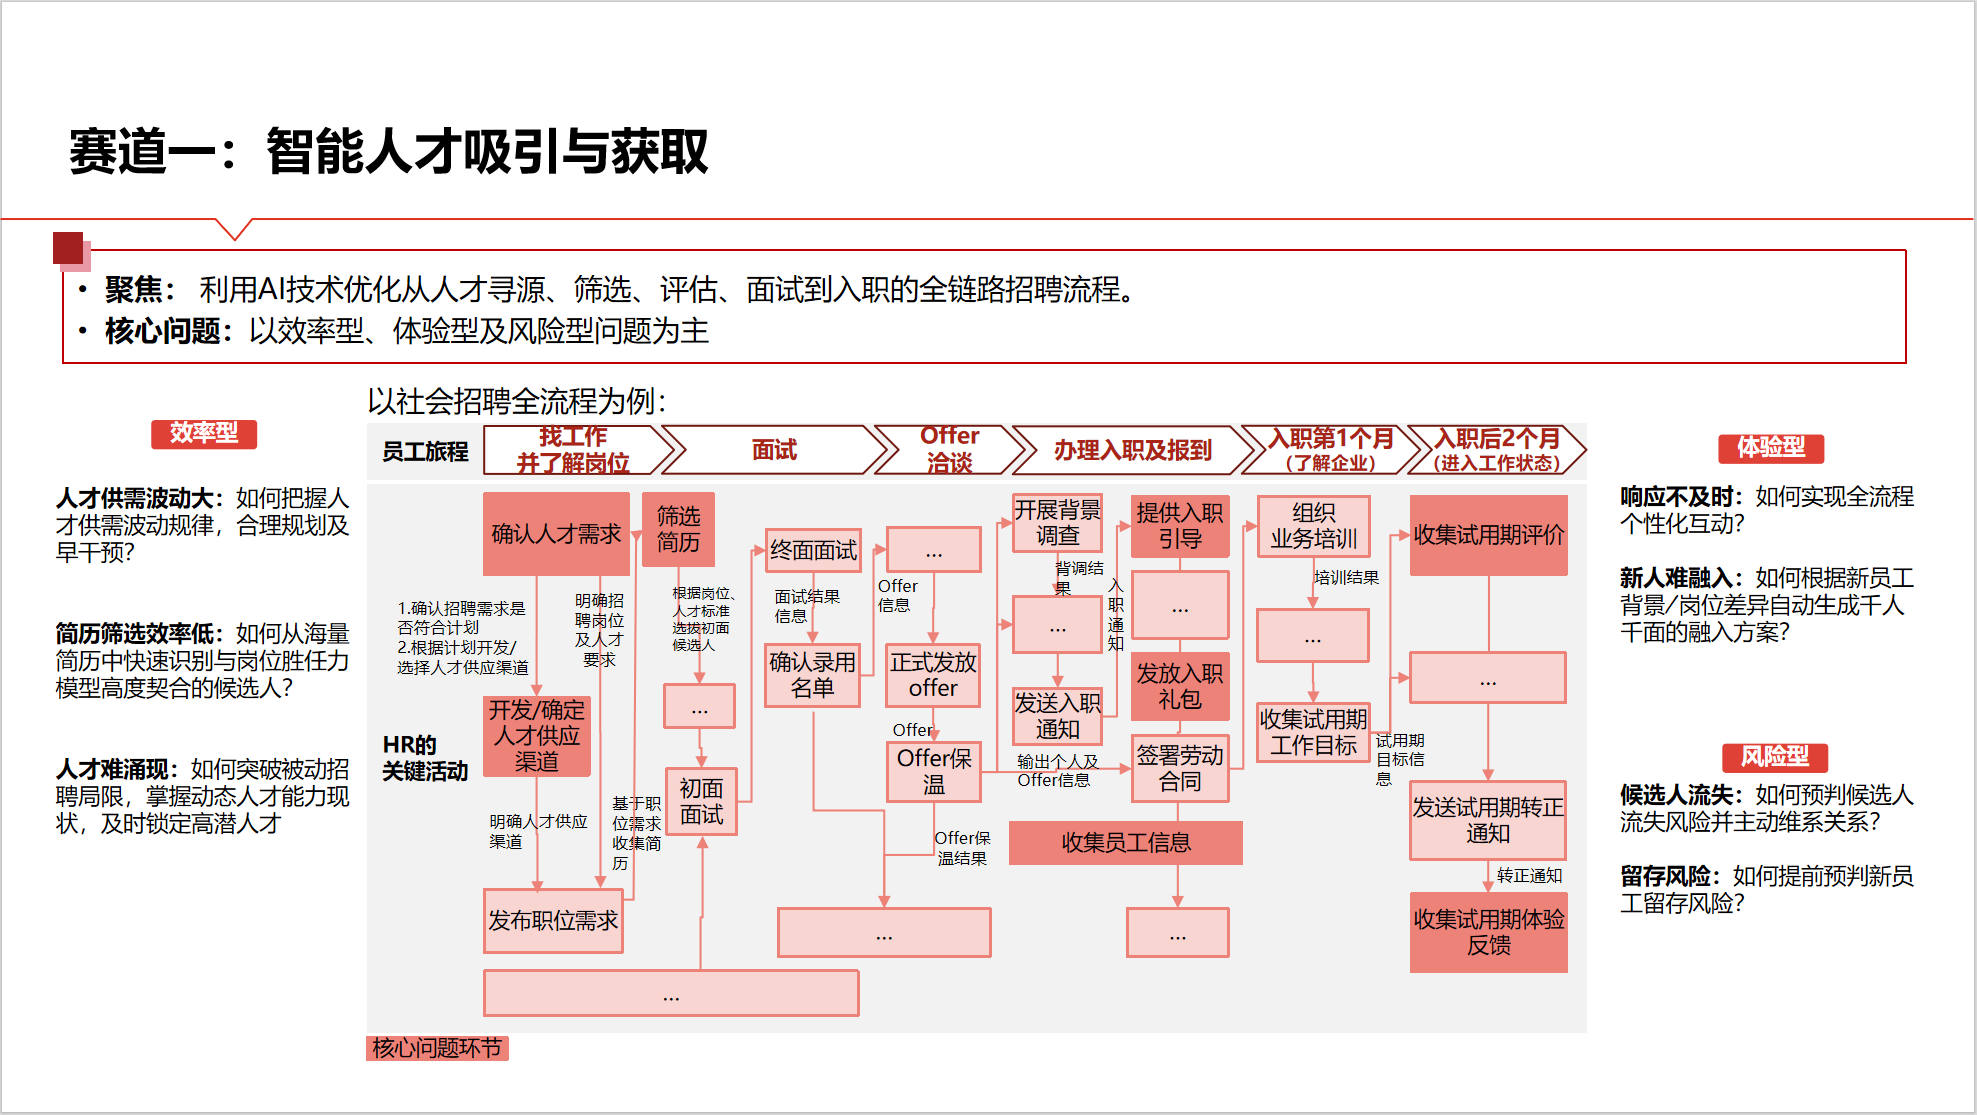 赛道一：智能人才吸引与获取
• 聚焦： 利用AI技术优化从人才寻源、筛选、评估、面试到入职的全链路招聘流程。
• 核心问题：以效率型、体验型及风险型问题为主
效率型
人才供需波动大：如何把握人
才供需波动规律，合理规划及
早干预？
简历筛选效率低：如何从海量
简历中快速识别与岗位胜任力
模型高度契合的候选人？
人才难涌现：如何突破被动招
聘局限，掌握动态人才能力现
状，及时锁定高潜人才
以社会招聘全流程为例：
员工旅程
找工作
并了解岗位
面试
Offer
洽谈
办理入职及报到
入职第1个月
（了解企业）
入职后2个月
（进入工作状态）
HR的
关键活动
确认人才需求
1.确认招聘需求是
否符合计划
2.根据计划开发/
选择人才供应渠道
明确招
聘岗位
及人才
要求
开发/确定
人才供应
渠道
明确人才供应
渠道
发布职位需求
基于职
位需求
收集简
历
...
筛选
简历
根据岗位、
人才标准
选拔初面
候选人
...
初面
面试
终面面试
面试结果
信息
确认录用
名单
...
Offer
信息
正式发放
offer
Offer
Offer保
温
Offer保
温结果
...
开展背景
调查
背调结
果
...
发送入职
通知
入
职
通
知
输出个人及
Offer信息
提供入职
引导
...
发放入职
礼包
签署劳动
合同
收集员工信息
...
组织
业务培训
培训结果
...
收集试用期
工作目标
试用期
目标信
息
收集试用期评价
...
发送试用期转正
通知
转正通知
收集试用期体验
反馈
核心问题环节
体验型
响应不及时：如何实现全流程
个性化互动？
新人难融入：如何根据新员工
背景/岗位差异自动生成千人
千面的融入方案？
风险型
候选人流失：如何预判候选人
流失风险并主动维系关系？
留存风险：如何提前预判新员
工留存风险？